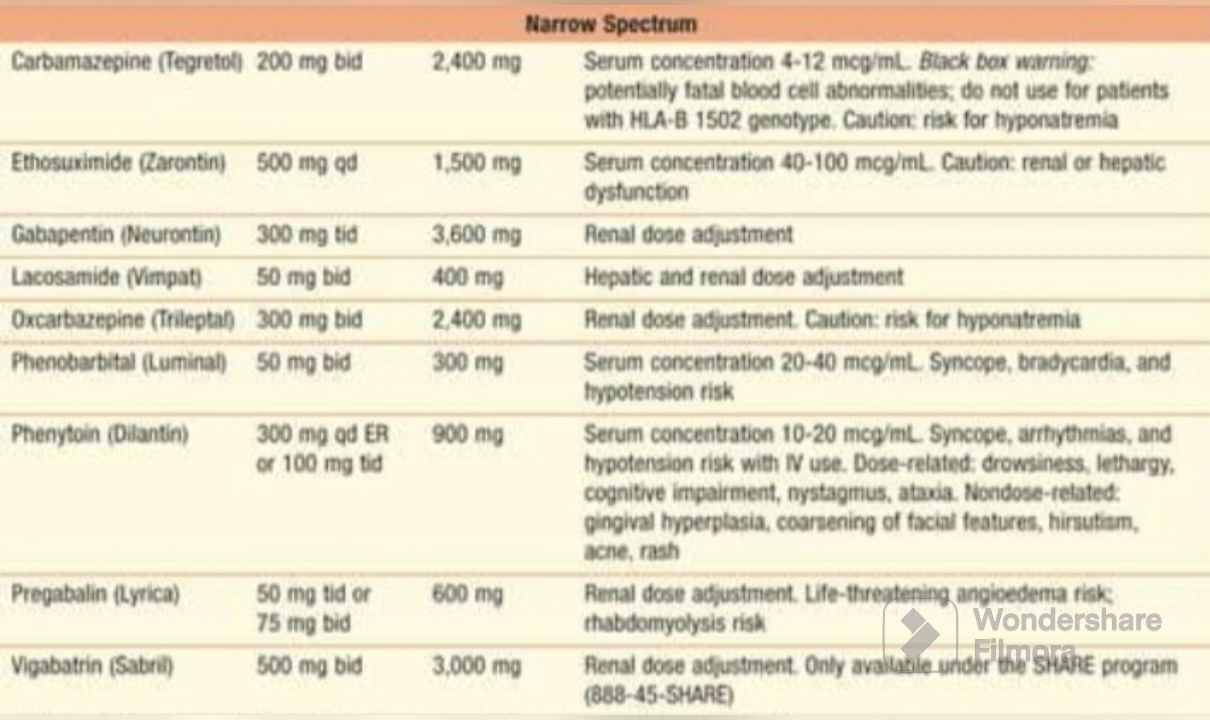 Narrow Spectrum
Carbamazepine (Tegretol) 200 mg bid 2,400 mg Serum concentration 4-12 mcg/mL. Black box warning:
potentially fatal blood cell abnormalities; do not use for patients
with HLA-B 1502 genotype. Caution: risk for hyponatremia
Ethosuximide (Zarontin) 500 mg qd 1,500 mg Serum concentration 40-100 mcg/mL. Caution: renal or hepatic
dysfunction
Gabapentin (Neurontin) 300 mg tid 3,600 mg Renal dose adjustment
Lacosamide (Vimpat) 50 mg bid 400 mg Hepatic and renal dose adjustment
Oxcarbazepine (Trileptal) 300 mg bid 2,400 mg Renal dose adjustment. Caution: risk for hyponatremia
Phenobarbital (Luminal) 50 mg bid 300 mg Serum concentration 20-40 mcg/mL. Syncope, bradycardia, and
hypotension risk
Phenytoin (Dilantin) 300 mg qd ER 900 mg Serum concentration 10-20 mcg/mL. Syncope, arrhythmias, and
or 100 mg tid hypotension risk with IV use. Dose-related: drowsiness, lethargy,
cognitive impairment, nystagmus, ataxia. Nondose-related:
gingival hyperplasia, coarsening of facial features, hirsutism,
acne, rash
Pregabalin (Lyrica) 50 mg tid or 600 mg Renal dose adjustment. Life-threatening angioedema risk;
75 mg bid rhabdomyolysis risk
Vigabatrin (Sabril) 500 mg bid 3,000 mg Renal dose adjustment. Only available under the SHARE program
(888-45-SHARE)
Wondershare
Filmora